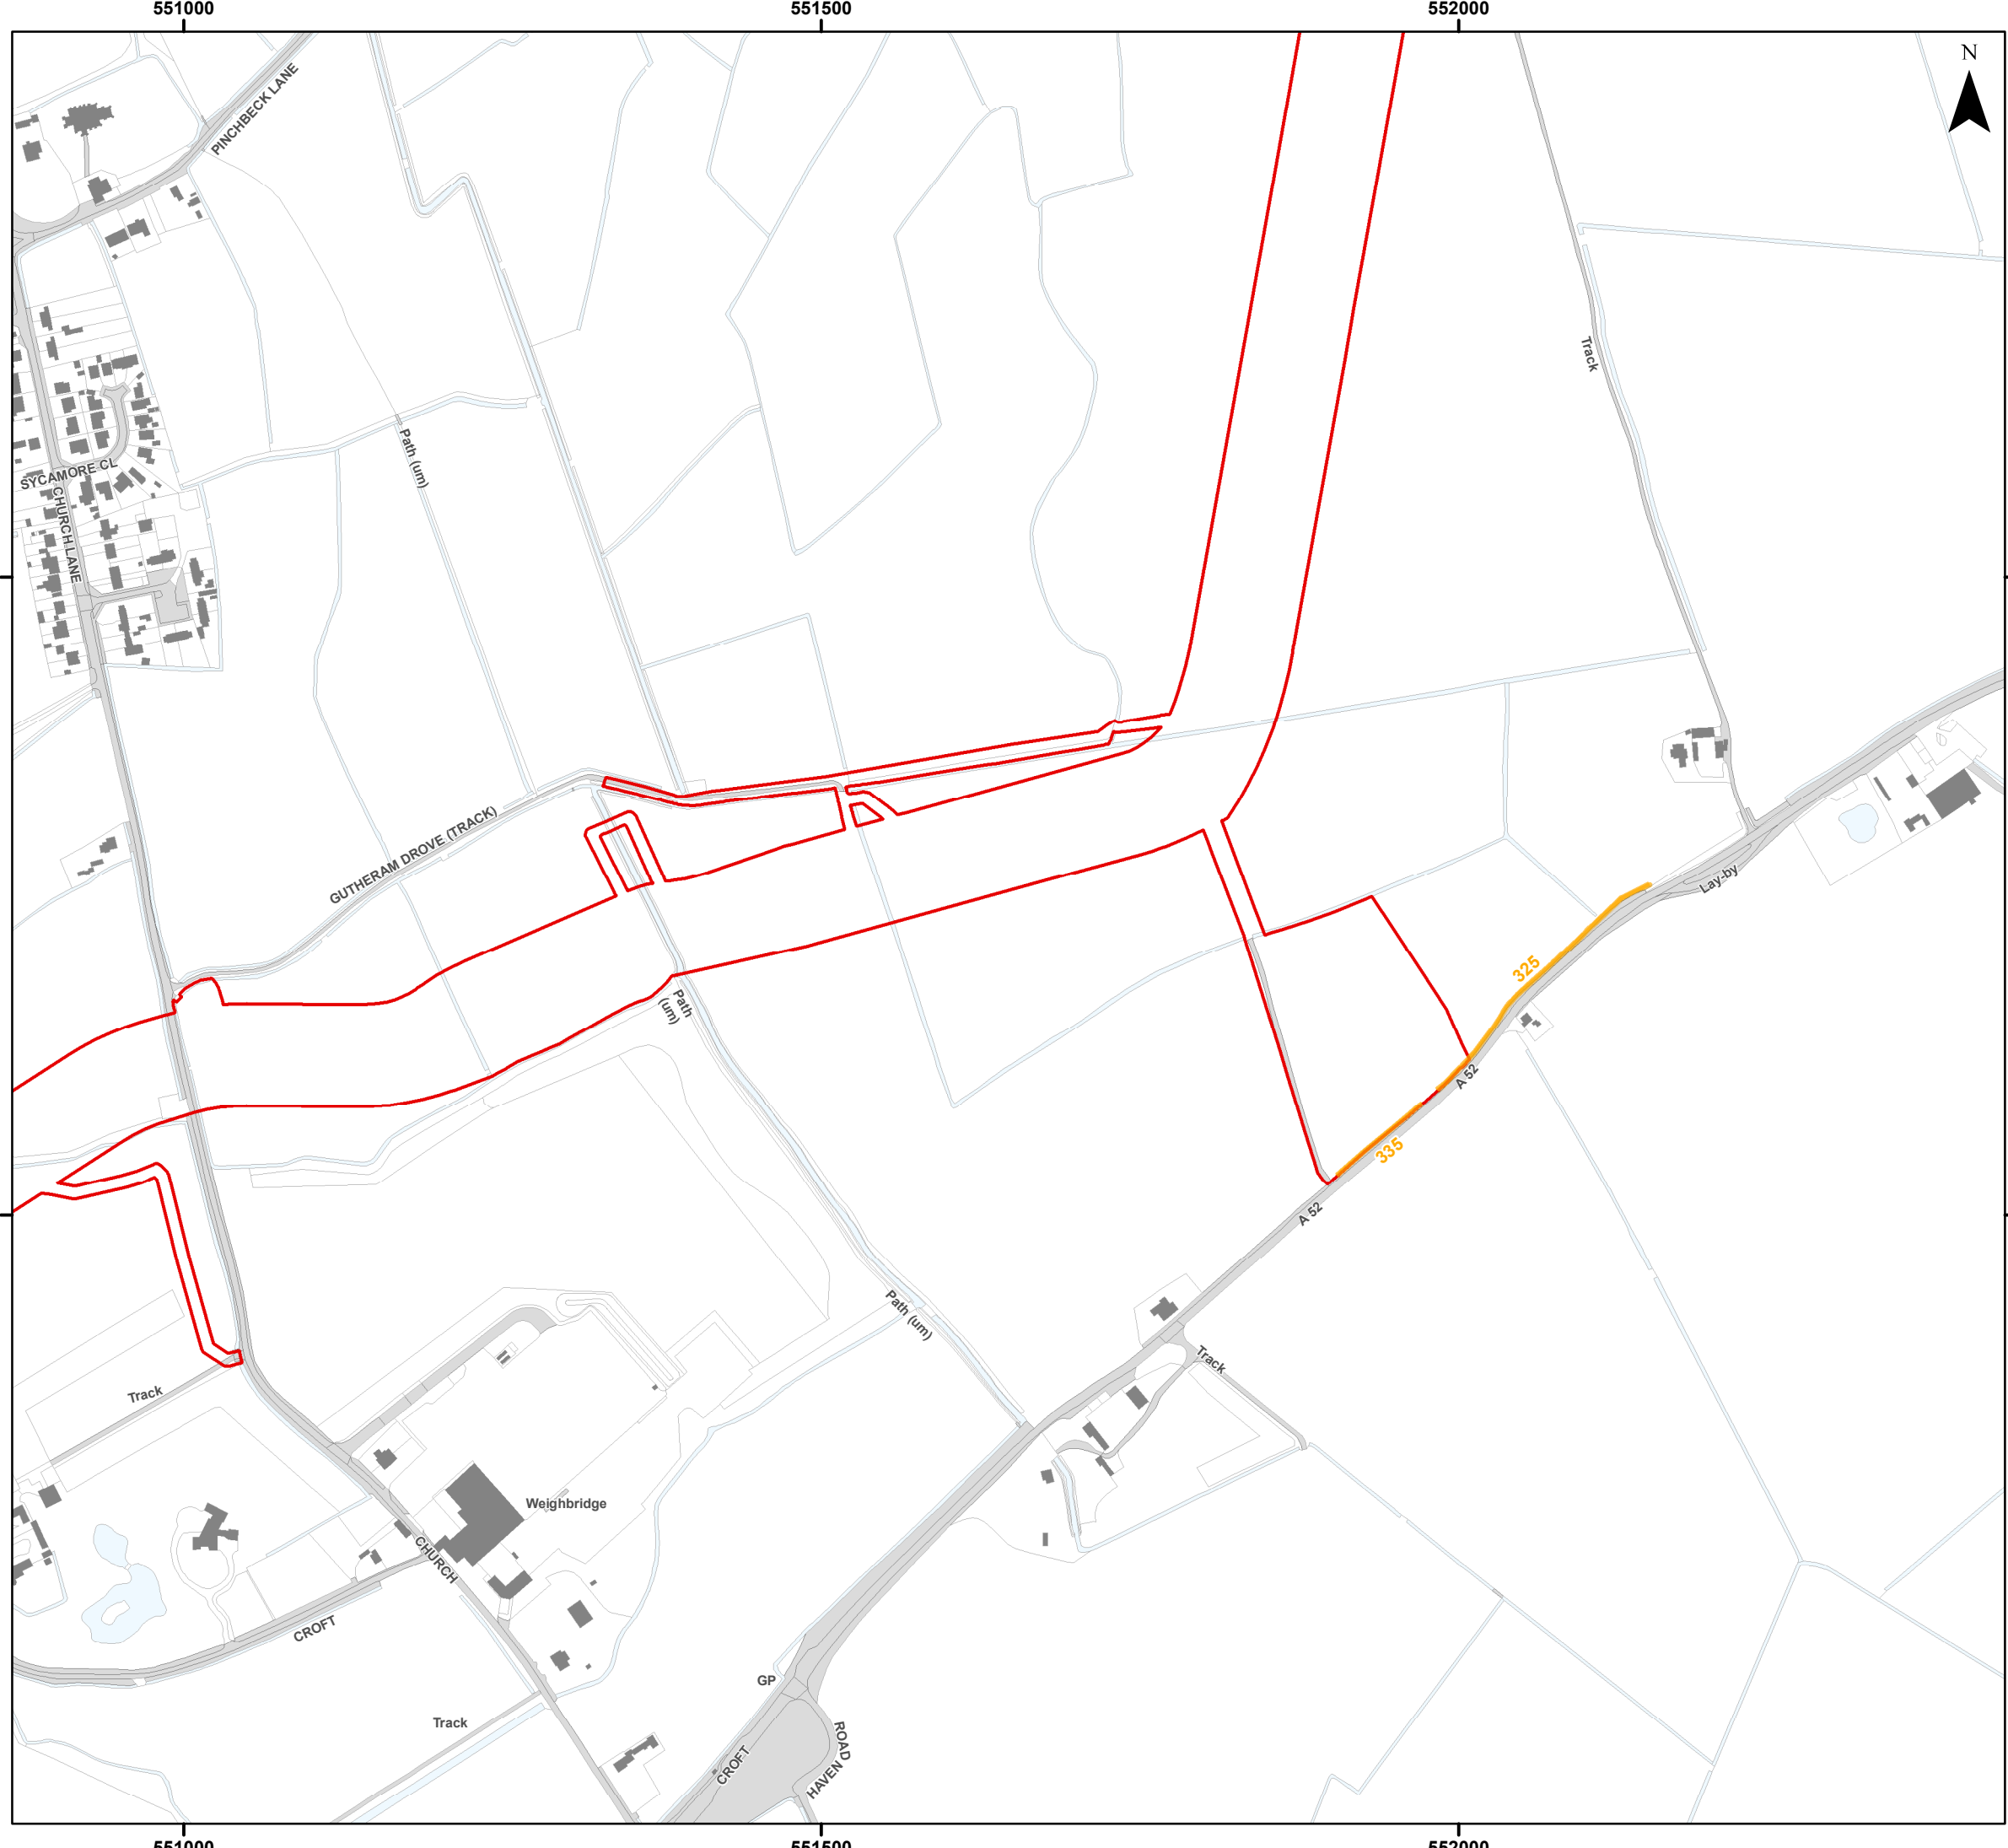 551000
551500
552000
N
PINCHBECK LANE
Track
Path (um)
SYCAMORE CL
CHURCH LANE
GUTHERAM DROVE (TRACK)
Lay-by
325
Path
(um)
A 52
335
A 52
Path (um)
Track
Track
Weighbridge
CHURCH
CROFT
GP
Track
ROAD
CROFT
HAVEN
551000
551500
552000